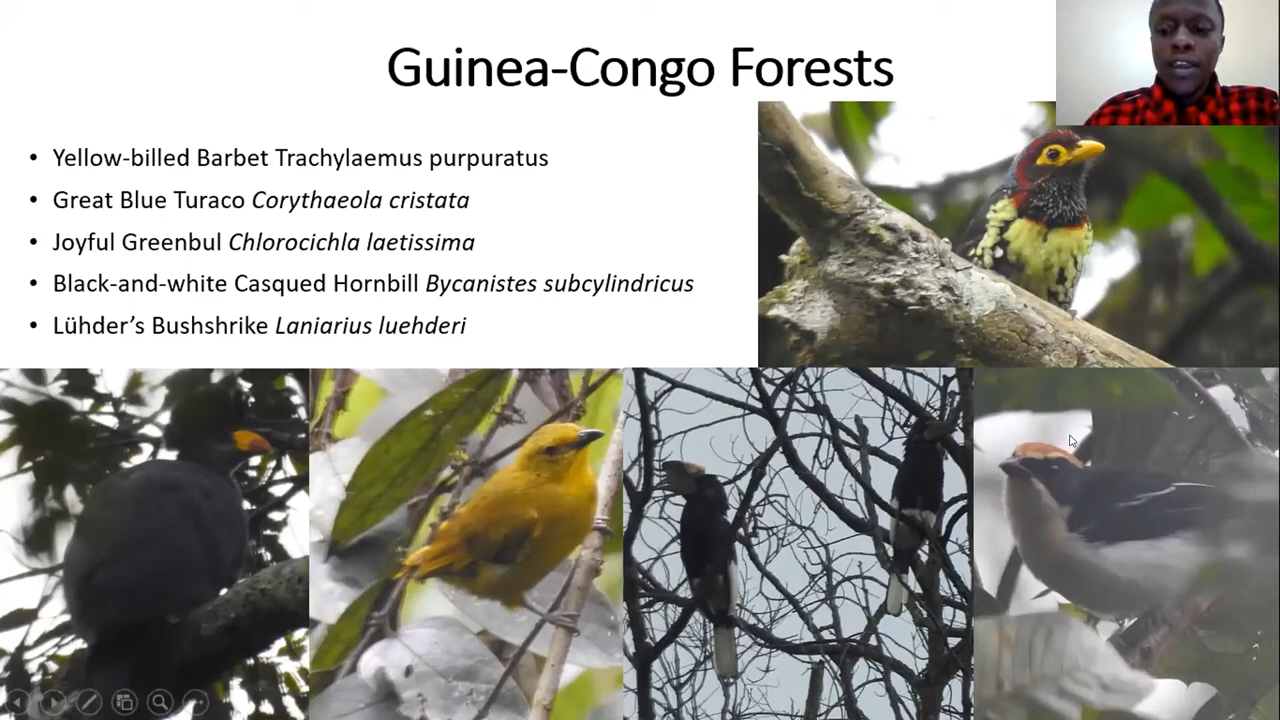 Guinea-Congo Forests
• Yellow-billed Barbet Trachylaemus purpuratus
• Great Blue Turaco Corythaeola cristata
• Joyful Greenbul Chlorocichla laetissima
• Black-and-white Casqued Hornbill Bycanistes subcylindricus
• Lühder’s Bushshrike Laniarius luehderi